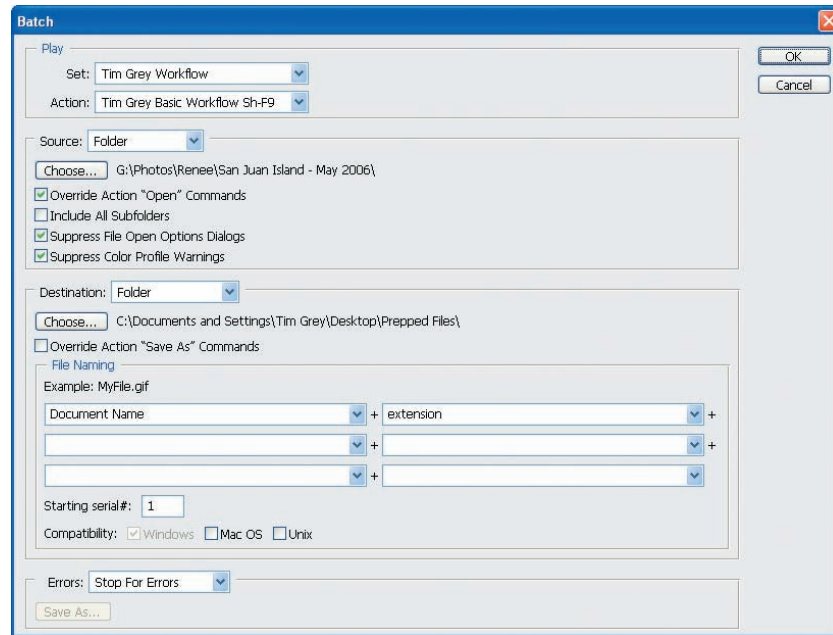 Batch
Play
Set: Tim Grey Workflow
Action: Tim Grey Basic Workflow Sh-F9
OK
Cancel
Source: Folder
Choose... G:\Photos\Renee\San Juan Island - May 2006\
Override Action "Open" Commands
Include All Subfolders
Suppress File Open Options Dialogs
Suppress Color Profile Warnings
Destination: Folder
Choose... C:\Documents and Settings\Tim Grey\Desktop\Prepped Files\
Override Action "Save As" Commands
File Naming
Example: MyFile.gif
Document Name + extension +
+ +
+
Starting serial#: 1
Compatibility: Windows Mac OS Unix
Errors: Stop For Errors
Save As...